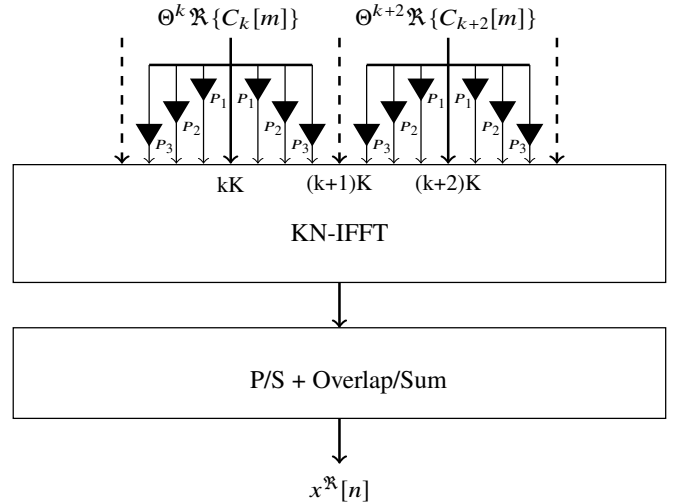 Θ^k ℜ{C_k[m]} Θ^{k+2} ℜ{C_{k+2}[m]}
P_1 P_1 P_1 P_1
P_2 P_2 P_2 P_2
P_3 P_3 P_3 P_3
kK (k+1)K (k+2)K
KN-IFFT
P/S + Overlap/Sum
x^ℜ[n]